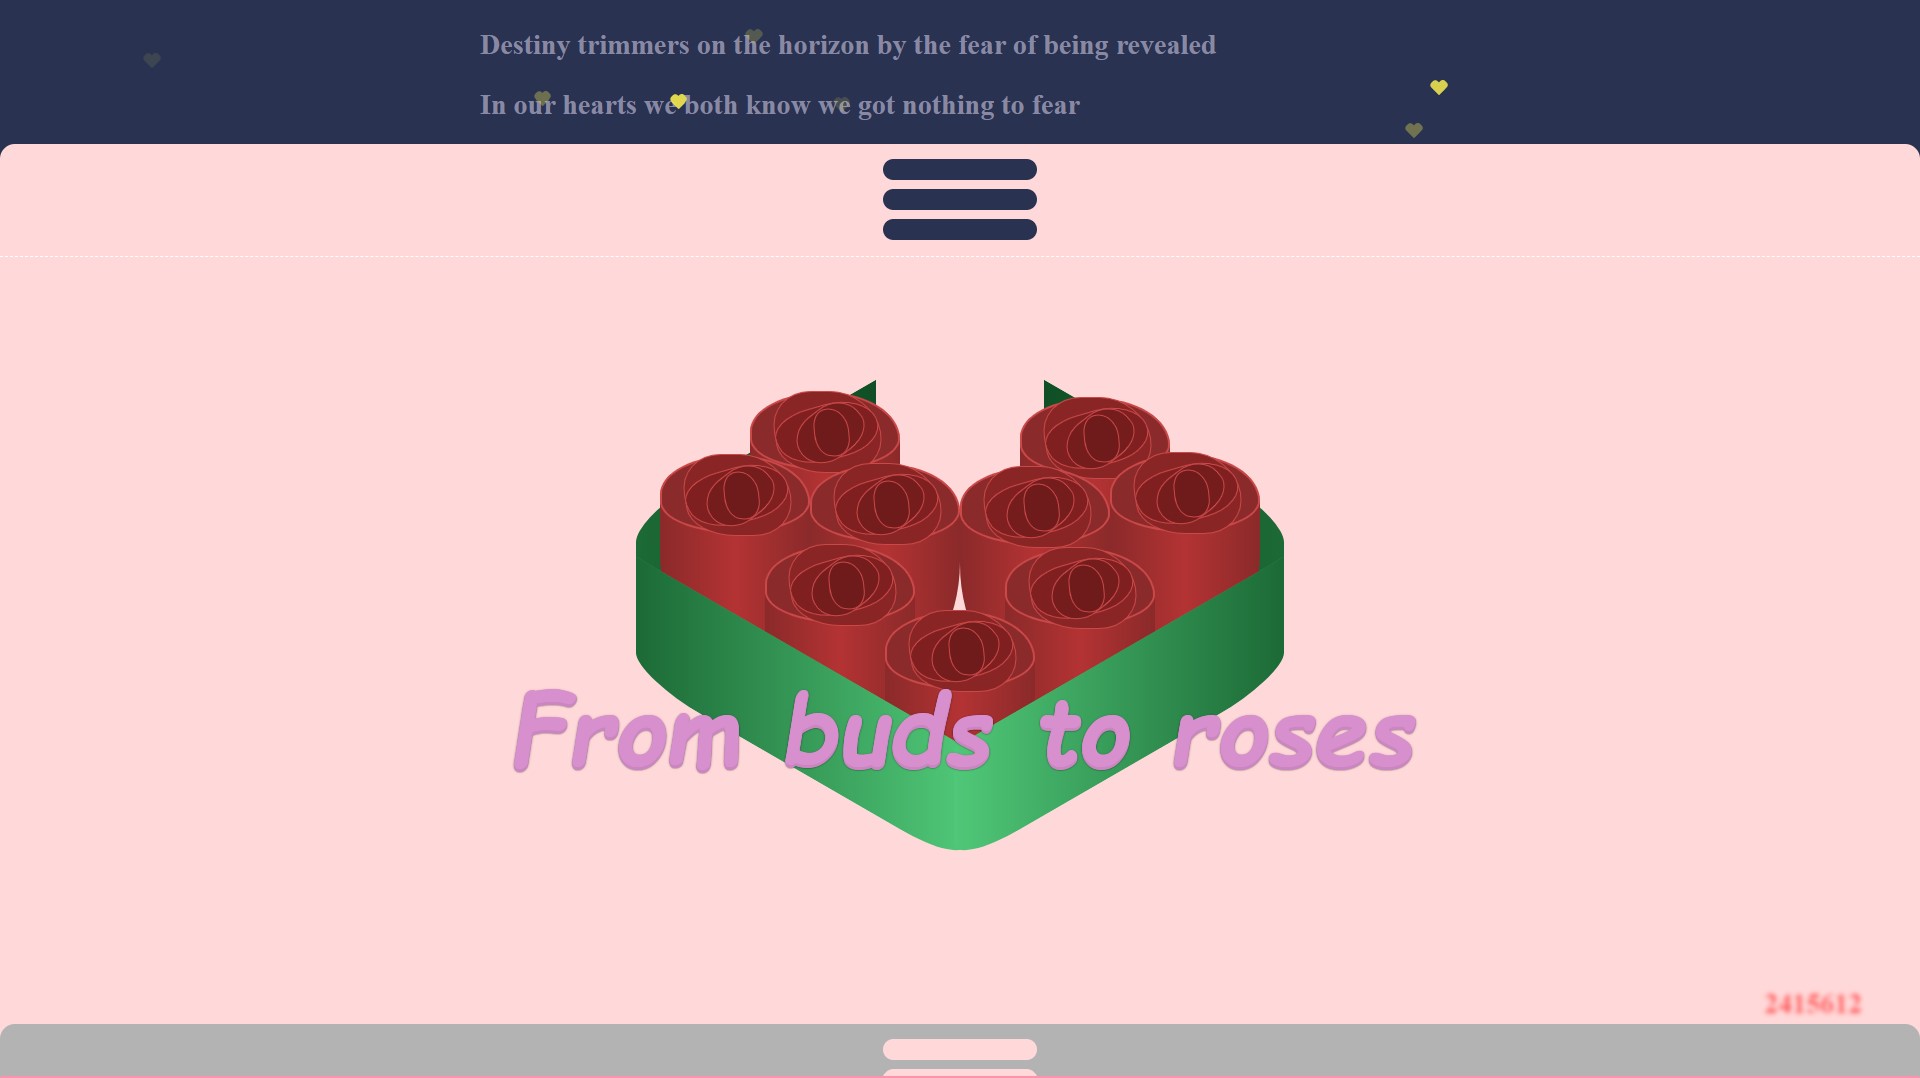 Destiny trimmers on the horizon by the fear of being revealed
In our hearts we both know we got nothing to fear
From buds to roses
2415612